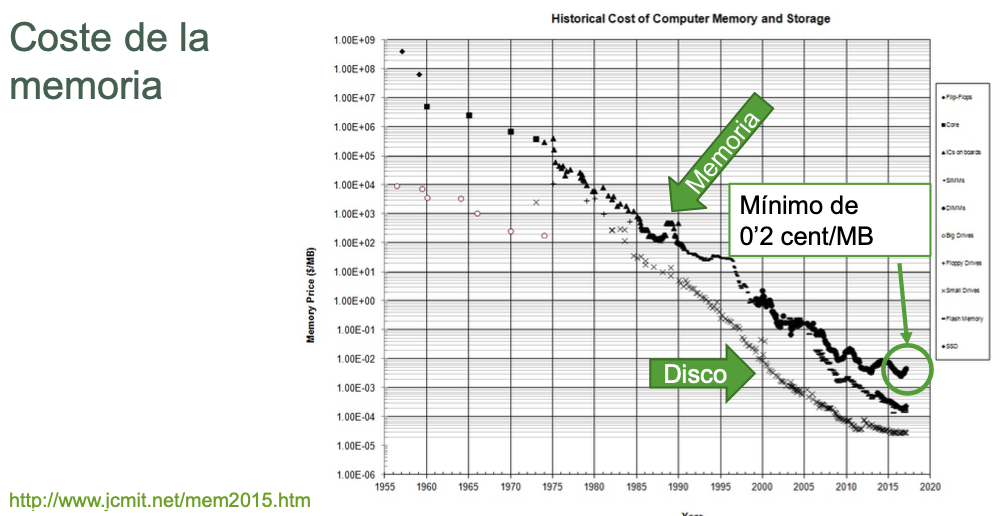 Coste de la
memoria
Historical Cost of Computer Memory and Storage
1.00E+09
1.00E+08
1.00E+07
1.00E+06
1.00E+05
1.00E+04
1.00E+03
1.00E+02
1.00E+01
1.00E+00
1.00E-01
1.00E-02
1.00E-03
1.00E-04
1.00E-05
1.00E-06
Memory Price ($/MB)
1955 1960 1965 1970 1975 1980 1985 1990 1995 2000 2005 2010 2015 2020
Memoria
Mínimo de
0’2 cent/MB
Disco
Flip-Flops
Core
ICs on boards
SIMMs
DIMMs
Big Drives
Floppy Drives
Small Drives
Flash Memory
SSD
http://www.jcmit.net/mem2015.htm